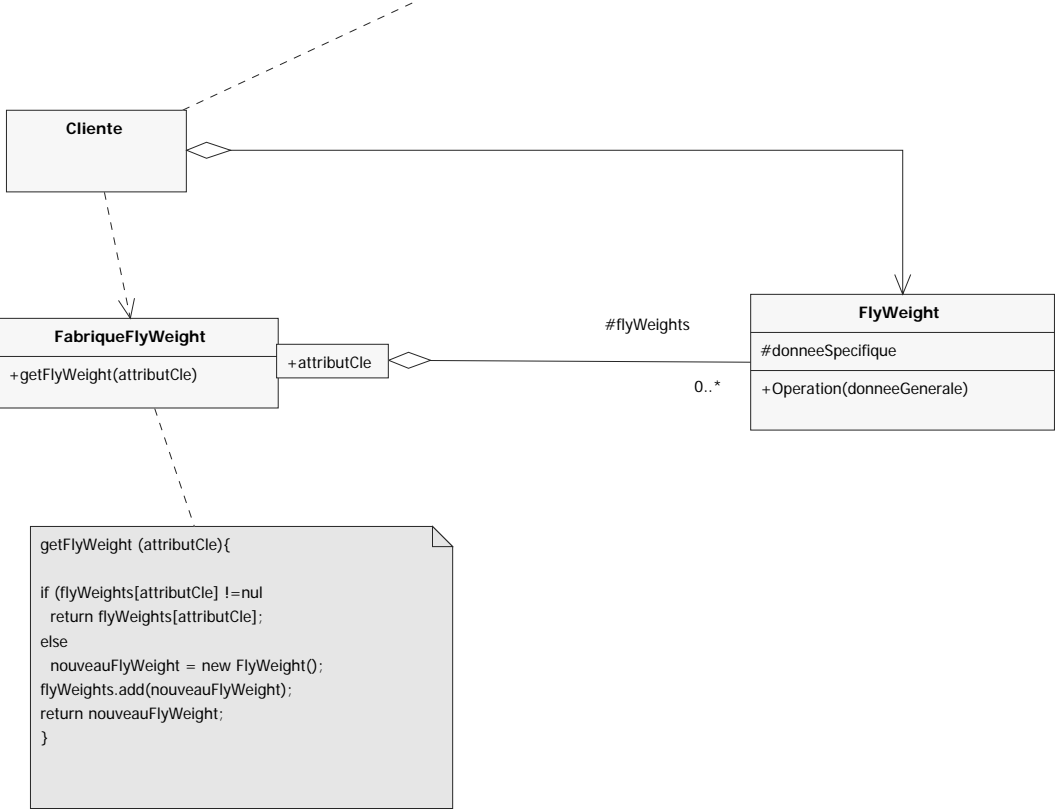 Cliente
FabriqueFlyWeight
+getFlyWeight(attributCle)
+attributCle
#flyWeights
0..*
FlyWeight
#donneeSpecifique
+Operation(donneeGenerale)
getFlyWeight (attributCle){
if (flyWeights[attributCle] !=nul
return flyWeights[attributCle];
else
nouveauFlyWeight = new FlyWeight();
flyWeights.add(nouveauFlyWeight);
return nouveauFlyWeight;
}